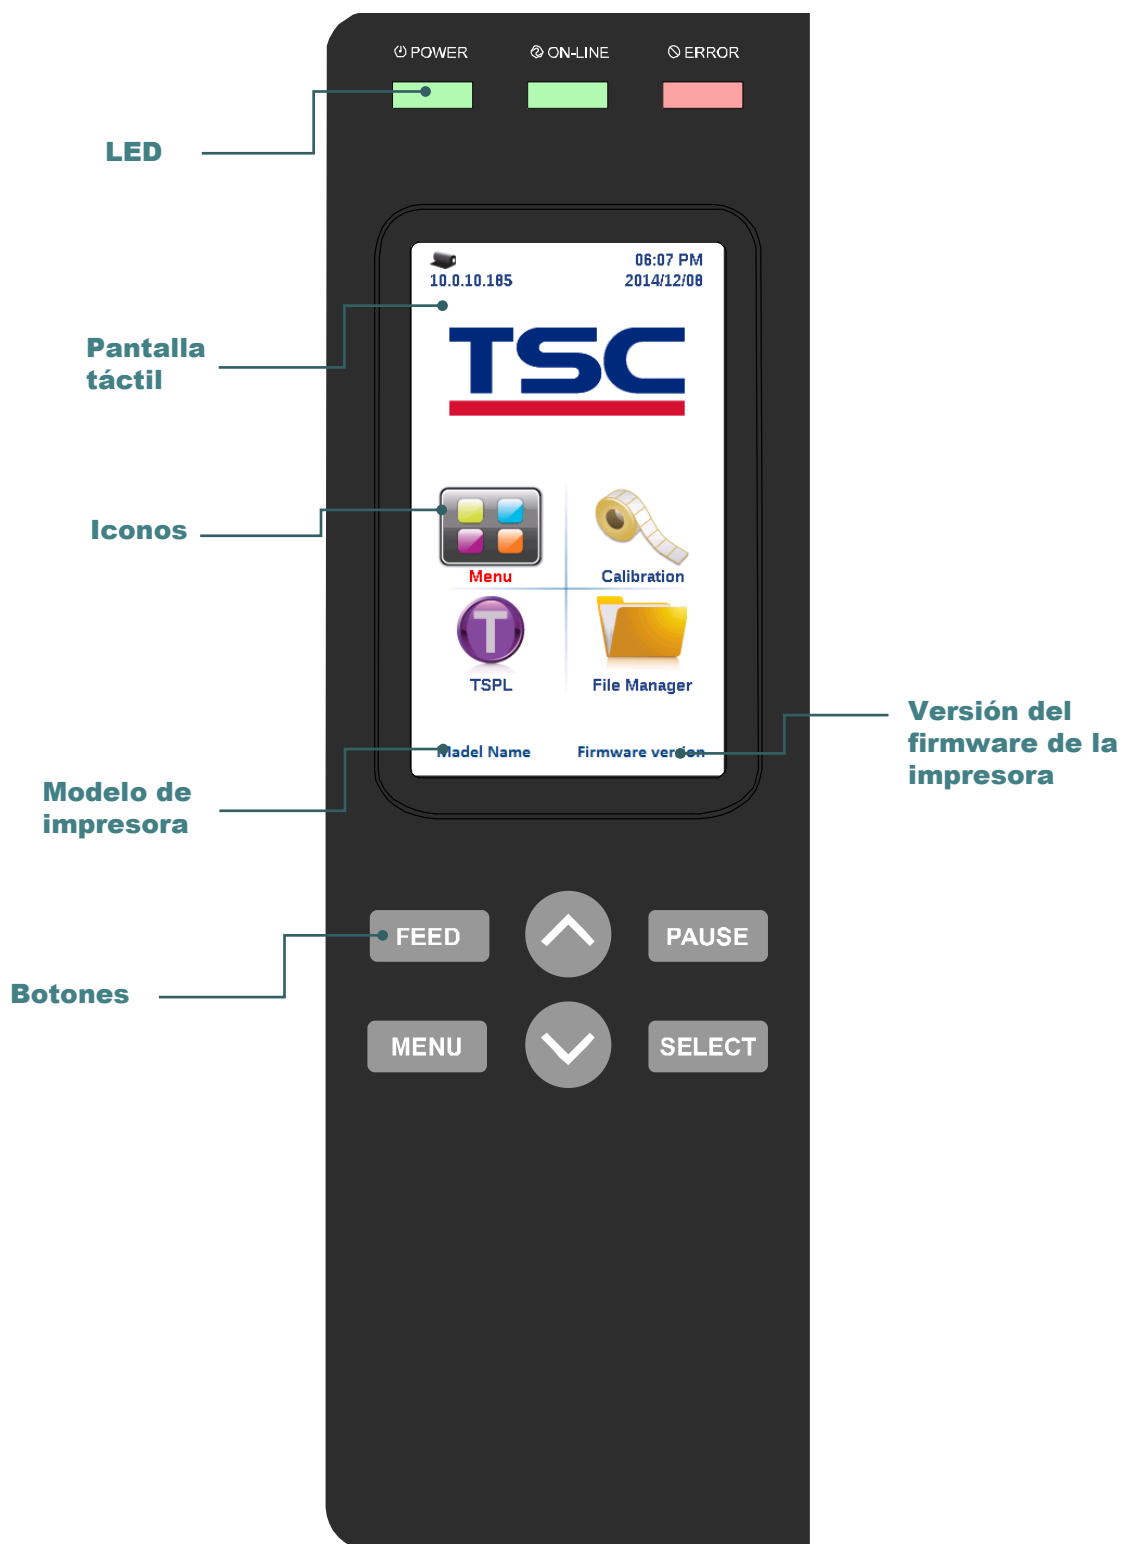 POWER
ON-LINE
ERROR
LED
10.0.10.185
06:07 PM
2014/12/08
Pantalla
táctil
TSC
Iconos
Menu
Calibration
TSPL
File Manager
Versión del
firmware de la
impresora
Madel Name
Firmware version
Modelo de
impresora
FEED
PAUSE
Botones
MENU
SELECT